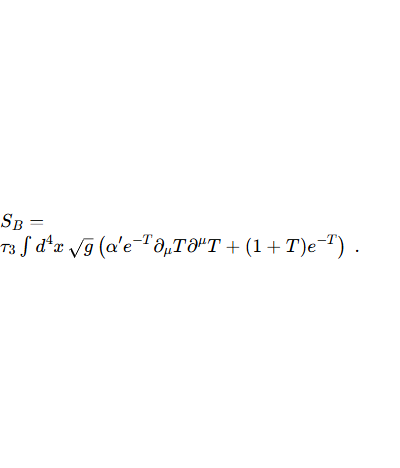 S_B =
τ_3 ∫ d^4x √g (α′e^{−T}∂_μT∂^μT + (1 + T)e^{−T}) .